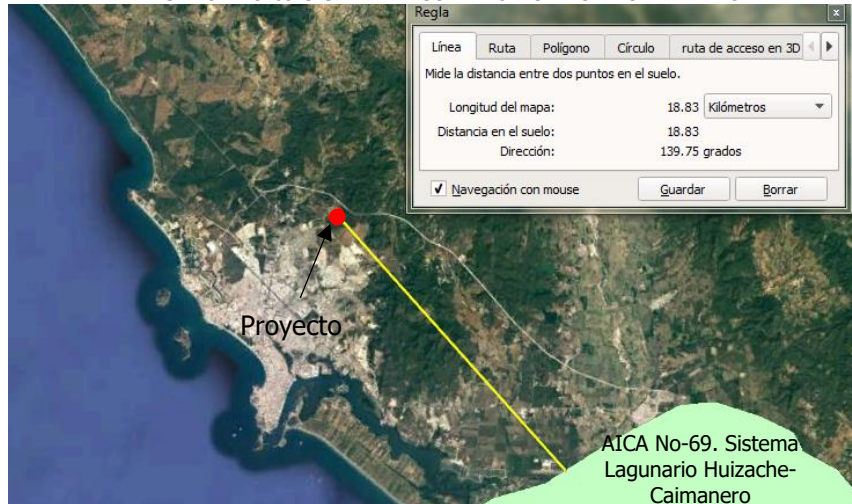 Regla
Línea Ruta Polígono Círculo ruta de acceso en 3D
Mide la distancia entre dos puntos en el suelo.
Longitud del mapa: 18.83 Kilómetros
Distancia en el suelo: 18.83
Dirección: 139.75 grados
Navegación con mouse Guardar Borrar
Proyecto
AICA No-69. Sistema
Lagunario Huizache-
Caimanero